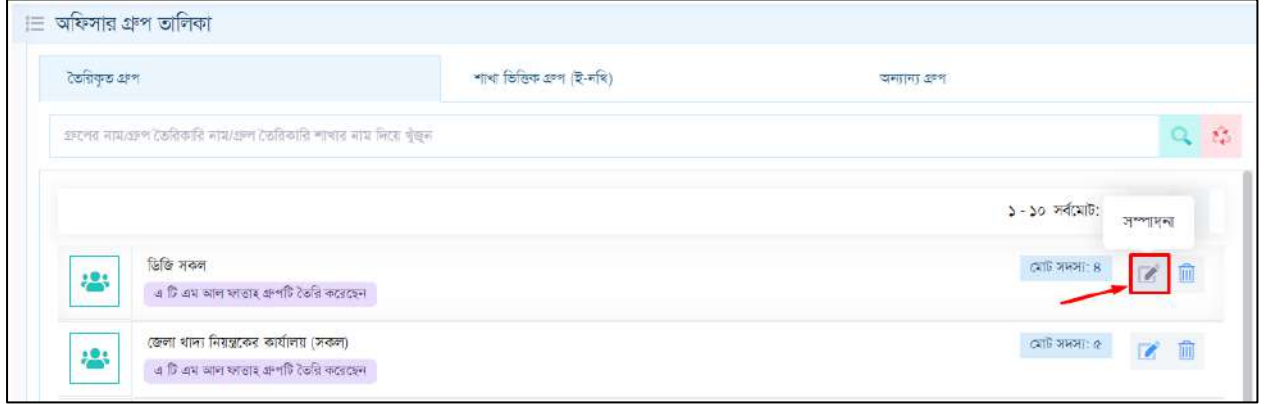 অফিসার গ্রুপ তালিকা
তৈরিকৃত গ্রুপ
শাখা ভিত্তিক গ্রুপ (ই-নথি)
অন্যান্য গ্রুপ
গ্রুপের নাম/গ্রুপ তৈরিকারি নাম/গ্রুপ তৈরিকারি শাখার নাম দিয়ে খুঁজুন
১ - ১০ সর্বমোট:
সম্পাদনা
ডিজি সকল
মোট সদস্য: ৪
এ টি এম আল ফাত্তাহ্ গ্রুপটি তৈরি করেছেন
জেলা খাদ্য নিয়ন্ত্রকের কার্যালয় (সকল)
মোট সদস্য: ৫
এ টি এম আল ফাত্তাহ্ গ্রুপটি তৈরি করেছেন